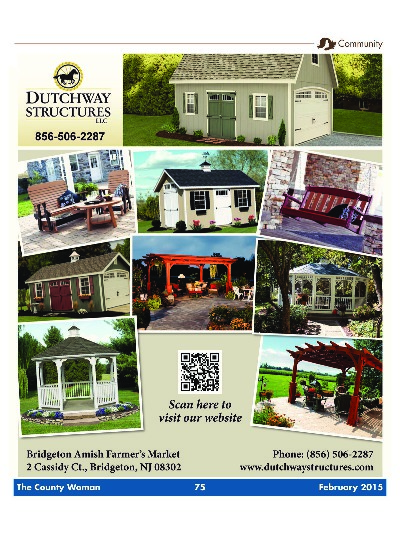 Community
DUTCHWAY
STRUCTURES
LLC
856-506-2287
Scan here to
visit our website
Bridgeton Amish Farmer's Market
2 Cassidy Ct., Bridgeton, NJ 08302
Phone: (856) 506-2287
www.dutchwaystructures.com
The County Woman
75
February 2015